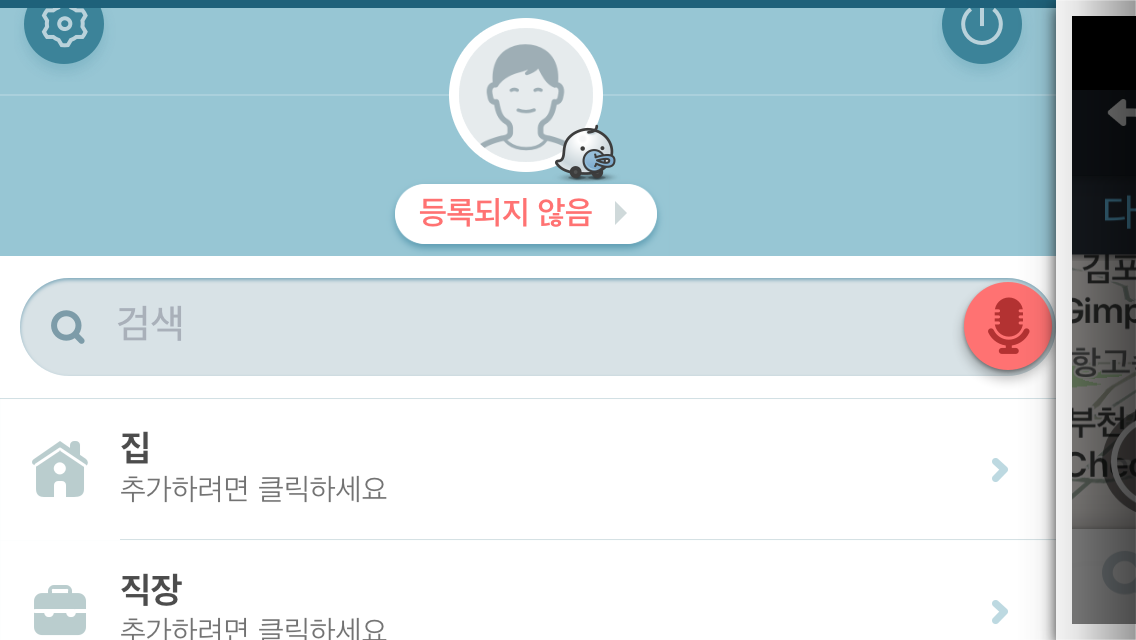 등록되지 않음
검색
집
추가하려면 클릭하세요
직장
추가하려면 클릭하세요
다
김포
Gimp
항고
부천
Che